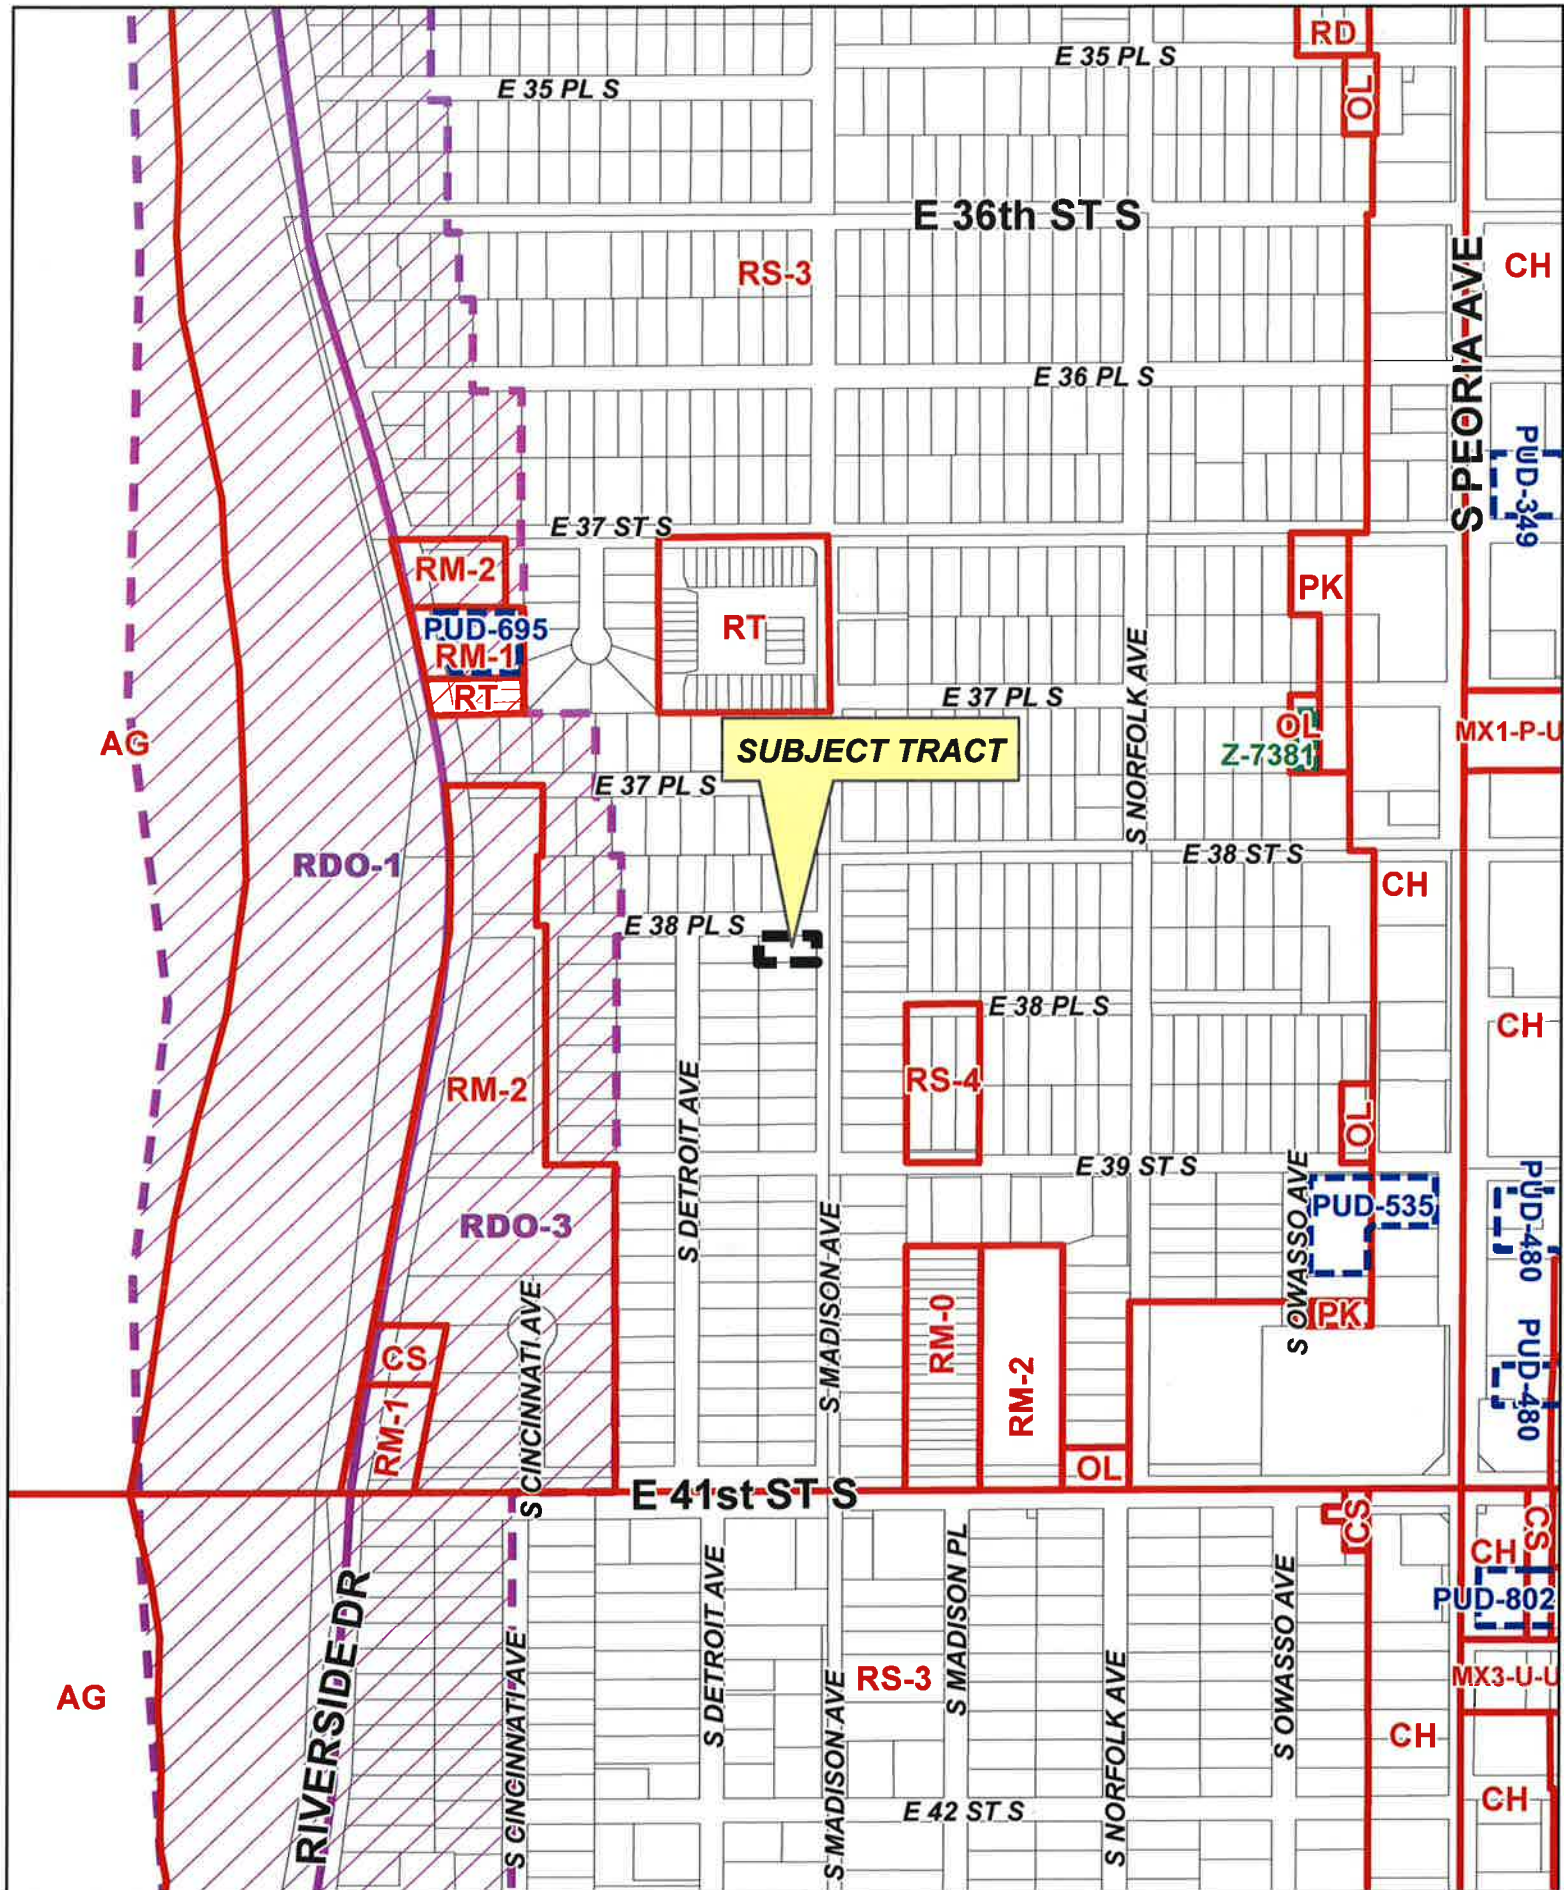 RD
E 35 PL S
E 35 PL S
OL
E 36th ST S
RS-3
CH
S PEORIA AVE
E 36 PL S
PUD-349
E 37 ST S
RM-2
PK
PUD-695
RT
RM-1
RT
S NORFOLK AVE
E 37 PL S
OL
MX1-P-U
AG
SUBJECT TRACT
Z-7381
E 37 PL S
E 38 ST S
RDO-1
CH
E 38 PL S
E 38 PL S
CH
RS-4
RM-2
OL
S DETROIT AVE
E 39 ST S
S OWASSO AVE
PUD-535
PUD-480
RDO-3
S MADISON AVE
S CINCINNATI AVE
RM-0
PK
PUD-480
CS
RM-2
RM-1
OL
E 41st ST S
CS
CS
CH
PUD-802
RIVERSIDE DR
S CINCINNATI AVE
S DETROIT AVE
S MADISON AVE
RS-3
S MADISON PL
S NORFOLK AVE
S OWASSO AVE
MX3-U-U
AG
CH
CH
E 42 ST S